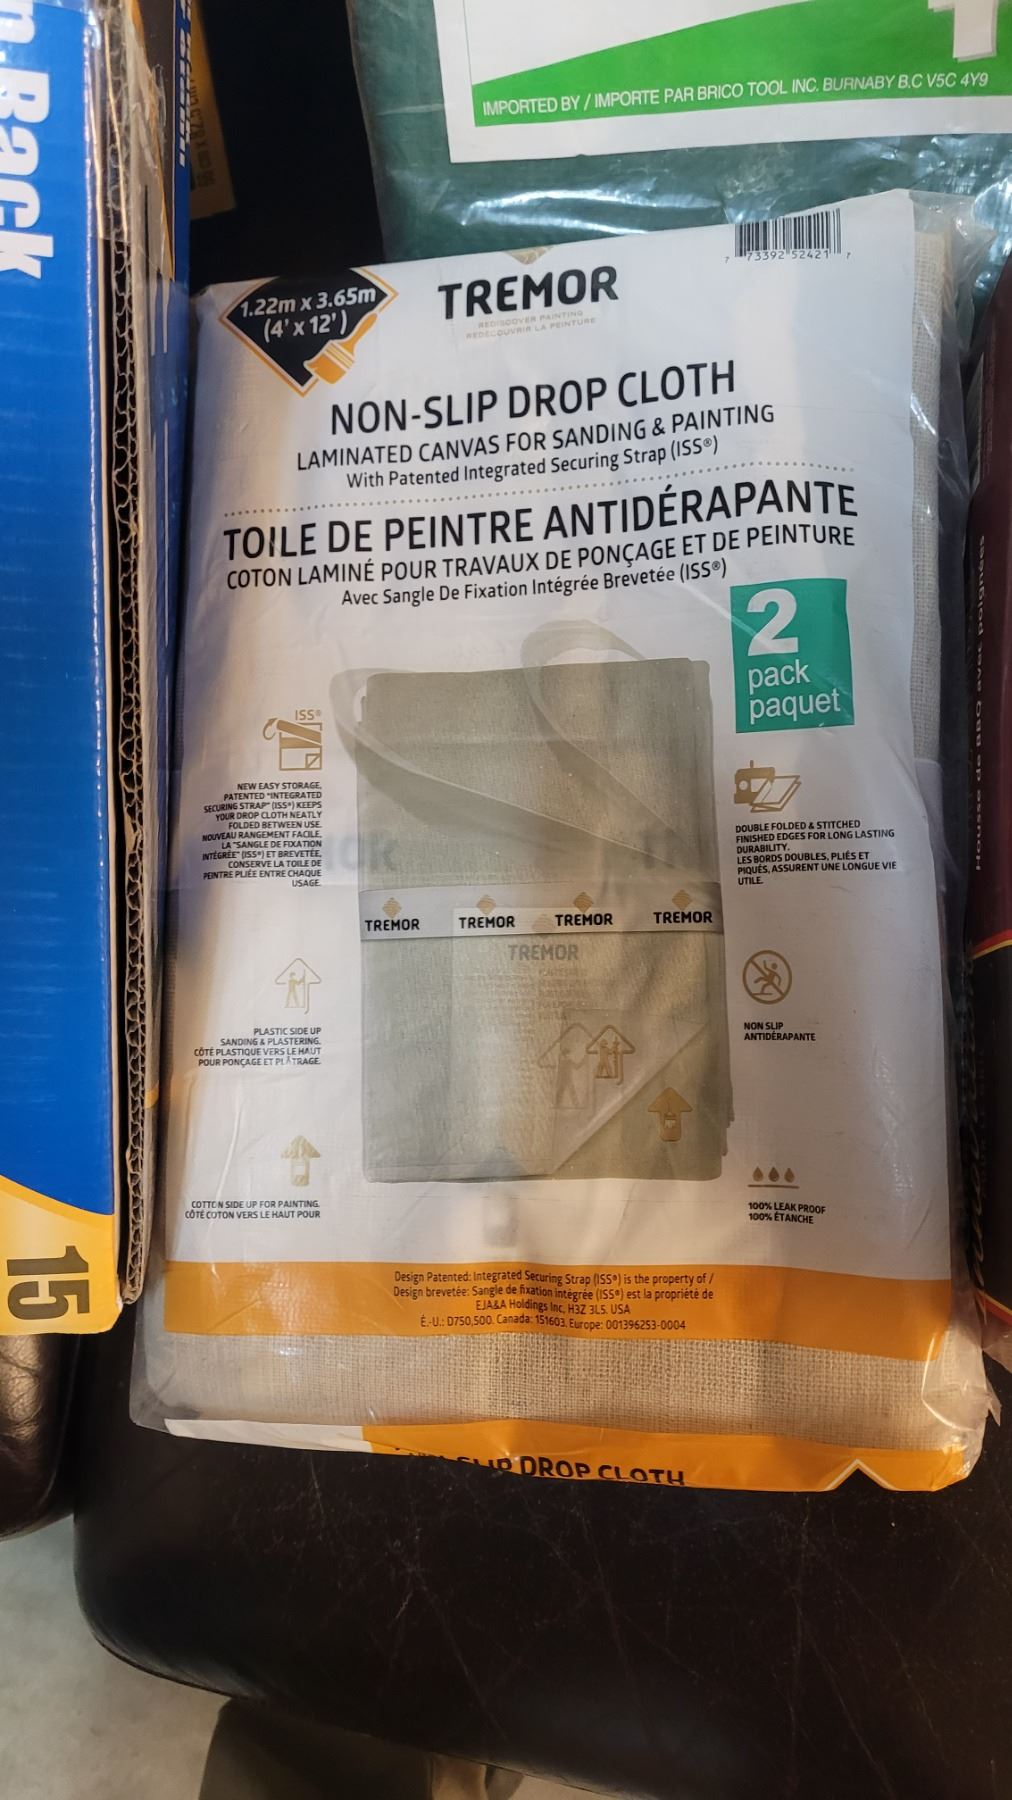 n-Back
15
IMPORTED BY / IMPORTE PAR BRICO TOOL INC. BURNABY B.C V5C 4Y9
7 73392 52421 7
1.22m x 3.65m
(4' x 12')
TREMOR
REDISCOVER PAINTING
REDÉCOUVRIR LA PEINTURE
NON-SLIP DROP CLOTH
LAMINATED CANVAS FOR SANDING & PAINTING
With Patented Integrated Securing Strap (ISS®)
TOILE DE PEINTRE ANTIDÉRAPANTE
COTON LAMINÉ POUR TRAVAUX DE PONÇAGE ET DE PEINTURE
Avec Sangle De Fixation Intégrée Brevetée (ISS®)
2
pack
paquet
ISS®
NEW EASY STORAGE,
PATENTED "INTEGRATED
SECURING STRAP" (ISS®) KEEPS
YOUR DROP CLOTH NEATLY
FOLDED BETWEEN USE.
NOUVEAU RANGEMENT FACILE,
LA "SANGLE DE FIXATION
INTÉGRÉE" (ISS®) ET BREVETÉE,
CONSERVE LA TOILE DE
PEINTRE PLIÉE ENTRE CHAQUE
USAGE.
DOUBLE FOLDED & STITCHED
FINISHED EDGES FOR LONG LASTING
DURABILITY.
LES BORDS DOUBLES, PLIÉS ET
PIQUÉS, ASSURENT UNE LONGUE VIE
UTILE.
TREMOR TREMOR TREMOR TREMOR
TREMOR
PLASTIC SIDE UP
SANDING & PLASTERING.
CÔTÉ PLASTIQUE VERS LE HAUT
POUR PONÇAGE ET PLÂTRAGE.
NON SLIP
ANTIDÉRAPANTE
COTTON SIDE UP FOR PAINTING.
CÔTÉ COTON VERS LE HAUT POUR
100% LEAK PROOF
100% ÉTANCHE
Design Patented: Integrated Securing Strap (ISS®) is the property of /
Design brevetée: Sangle de fixation intégrée (ISS®) est la propriété de
EJA&A Holdings Inc, H3Z 3L5. USA
É.-U.: D750,500. Canada: 151603. Europe: 001396253-0004
SLIP DROP CLOTH
Housse de BBQ avec poignées